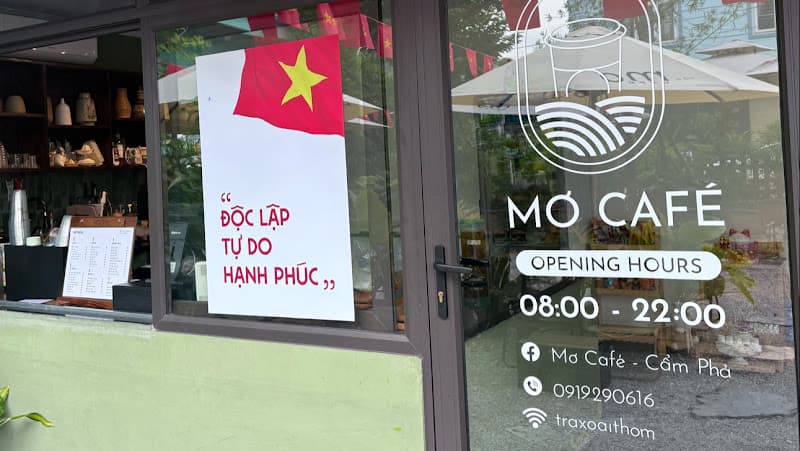 “
ĐỘC LẬP
TỰ DO
HẠNH PHÚC „
MƠ CAFÉ
OPENING HOURS
08:00 - 22:00
Mơ Café - Cẩm Phả
0919290616
traxoaithom